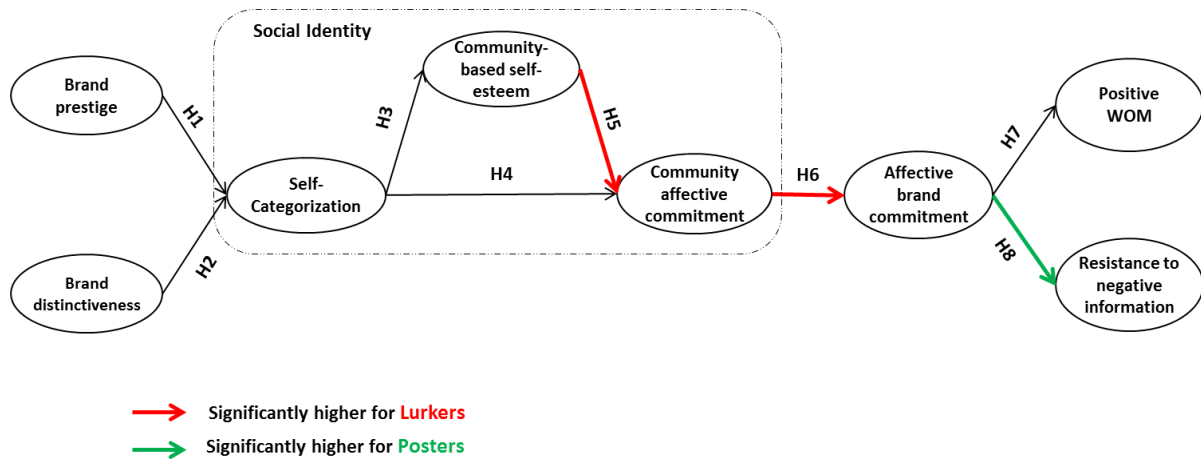 Social Identity
Brand
prestige
H1
Community-
based self-
esteem
H3
H5
Positive
WOM
H7
Self-
Categorization
H4
Community
affective
commitment
H6
Affective
brand
commitment
H2
Brand
distinctiveness
H8
Resistance to
negative
information
Significantly higher for Lurkers
Significantly higher for Posters